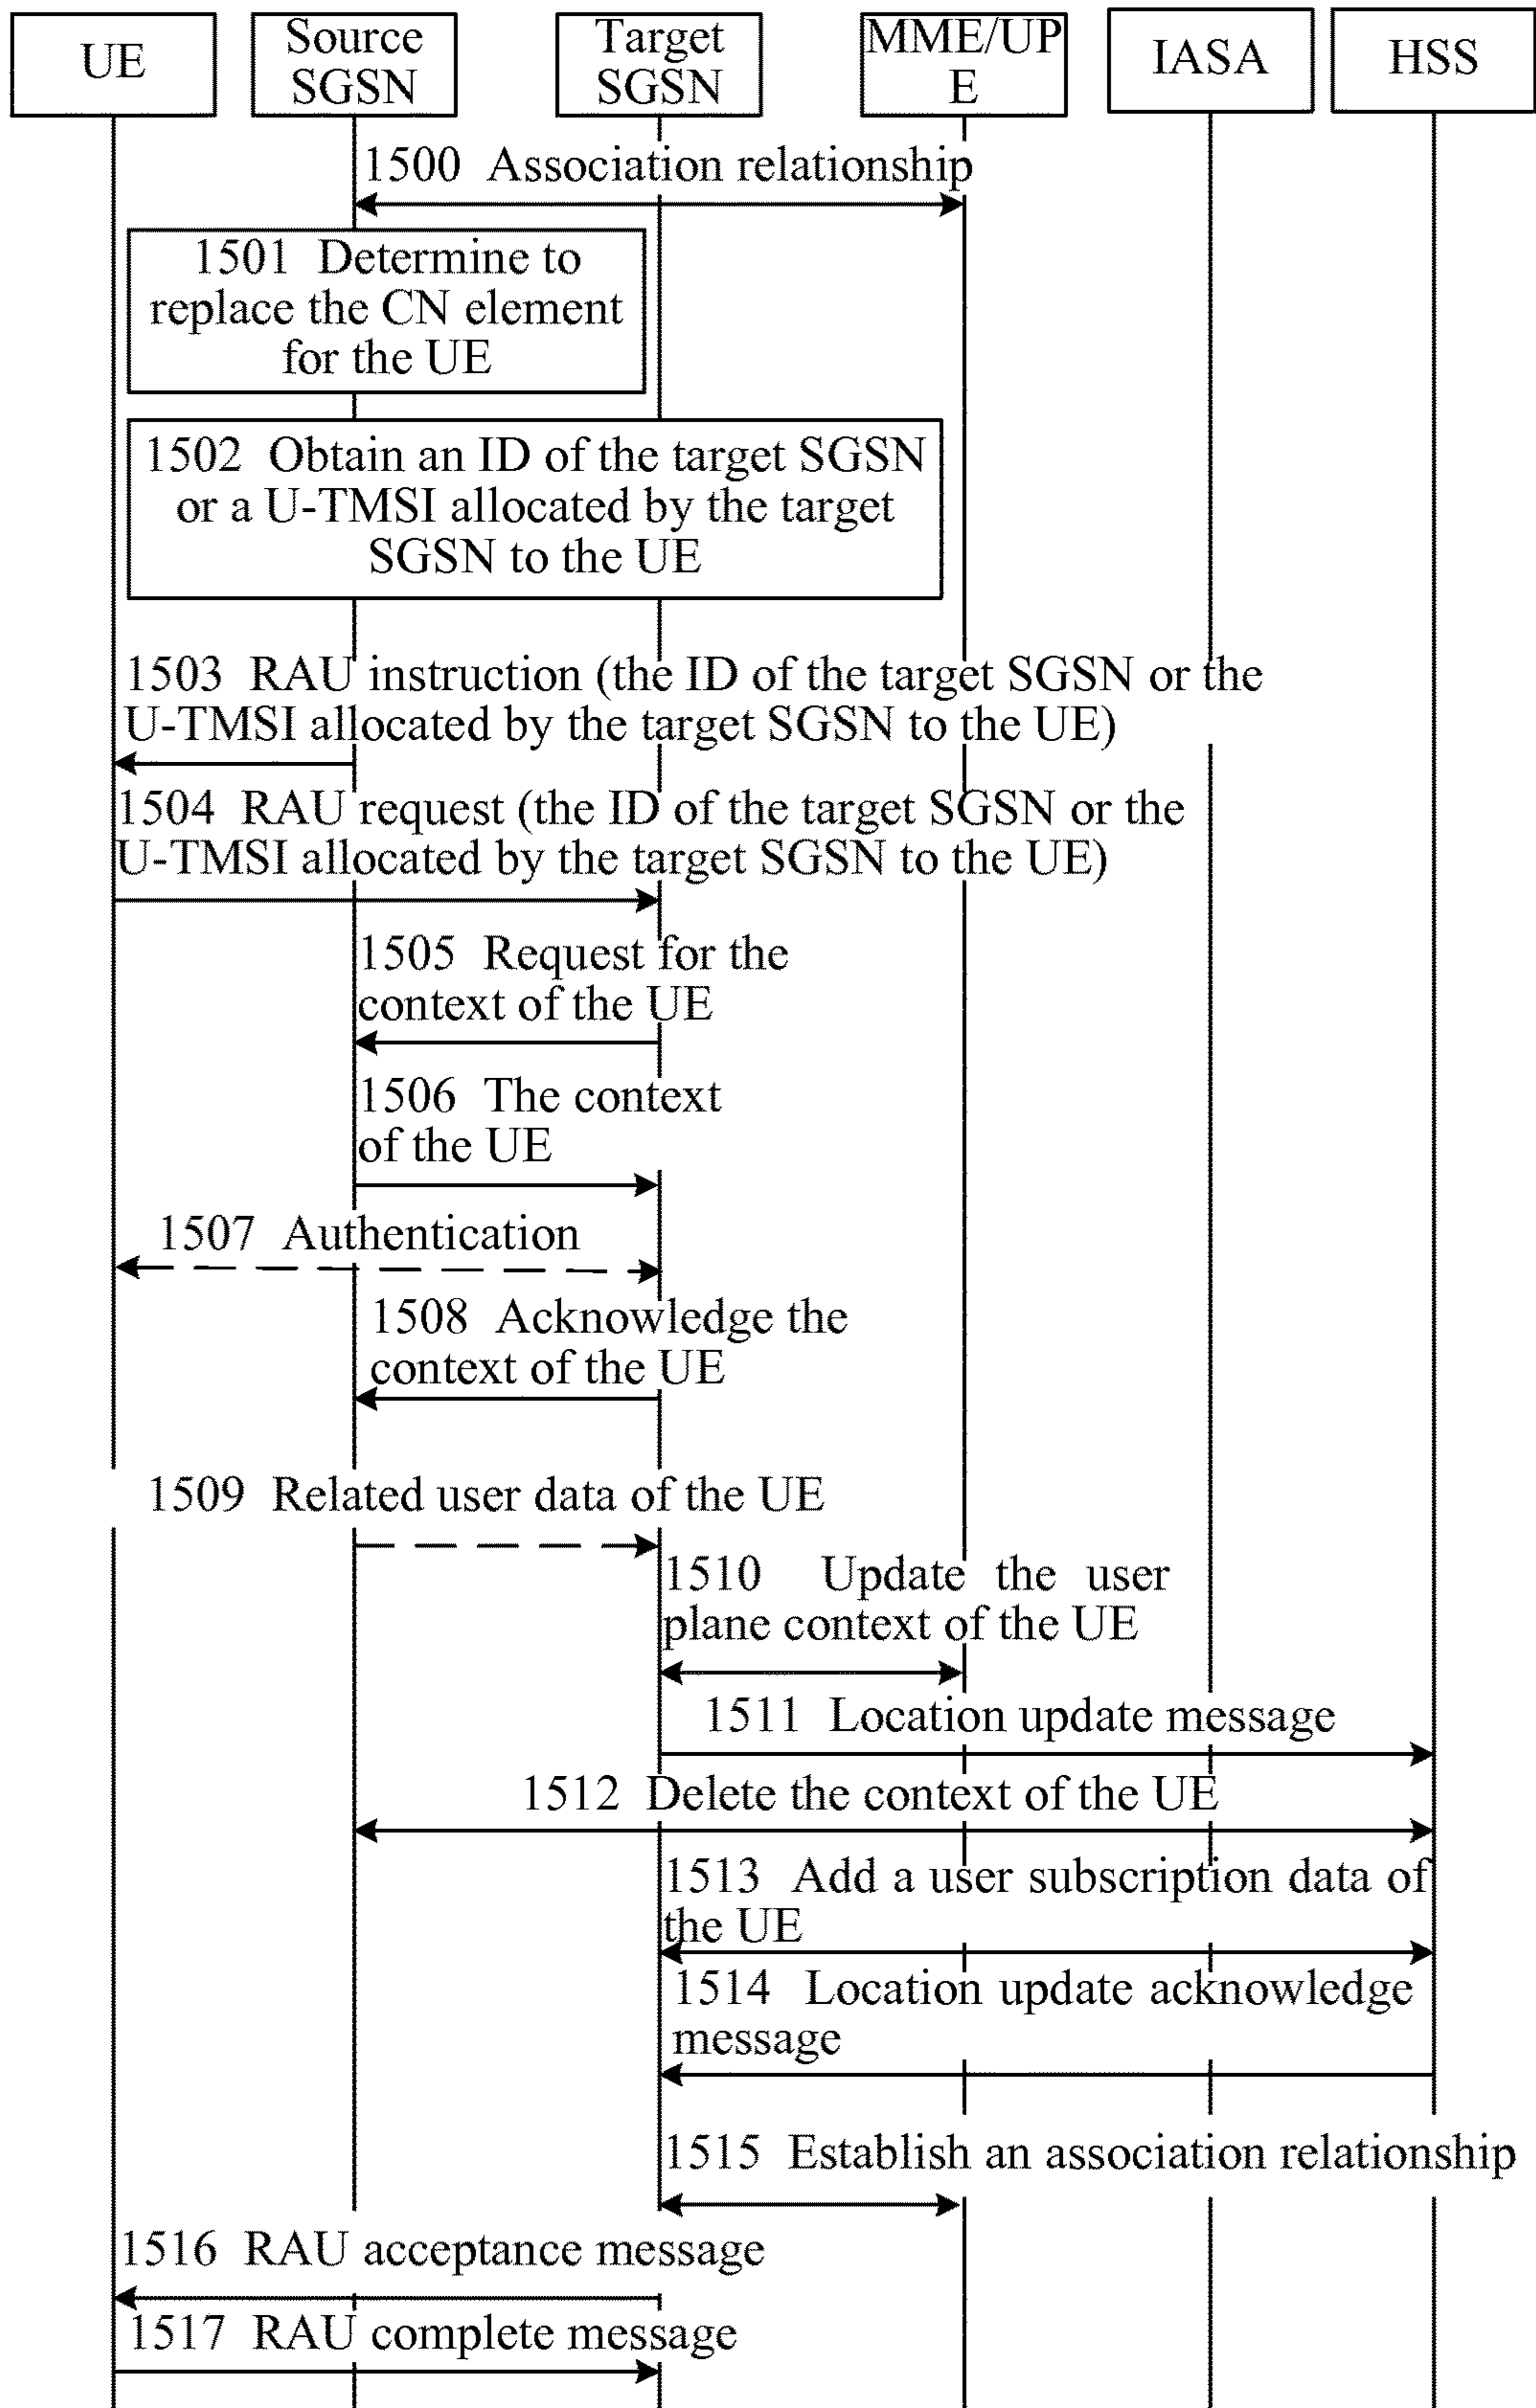 UE
Source
SGSN
Target
SGSN
MME/UP
E
IASA
HSS
1500 Association relationship
1501 Determine to
replace the CN element
for the UE
1502 Obtain an ID of the target SGSN
or a U-TMSI allocated by the target
SGSN to the UE
1503 RAU instruction (the ID of the target SGSN or the
U-TMSI allocated by the target SGSN to the UE)
1504 RAU request (the ID of the target SGSN or the
U-TMSI allocated by the target SGSN to the UE)
1505 Request for the
context of the UE
1506 The context
of the UE
1507 Authentication
1508 Acknowledge the
context of the UE
1509 Related user data of the UE
1510 Update the user
plane context of the UE
1511 Location update message
1512 Delete the context of the UE
1513 Add a user subscription data of
the UE
1514 Location update acknowledge
message
1515 Establish an association relationship
1516 RAU acceptance message
1517 RAU complete message